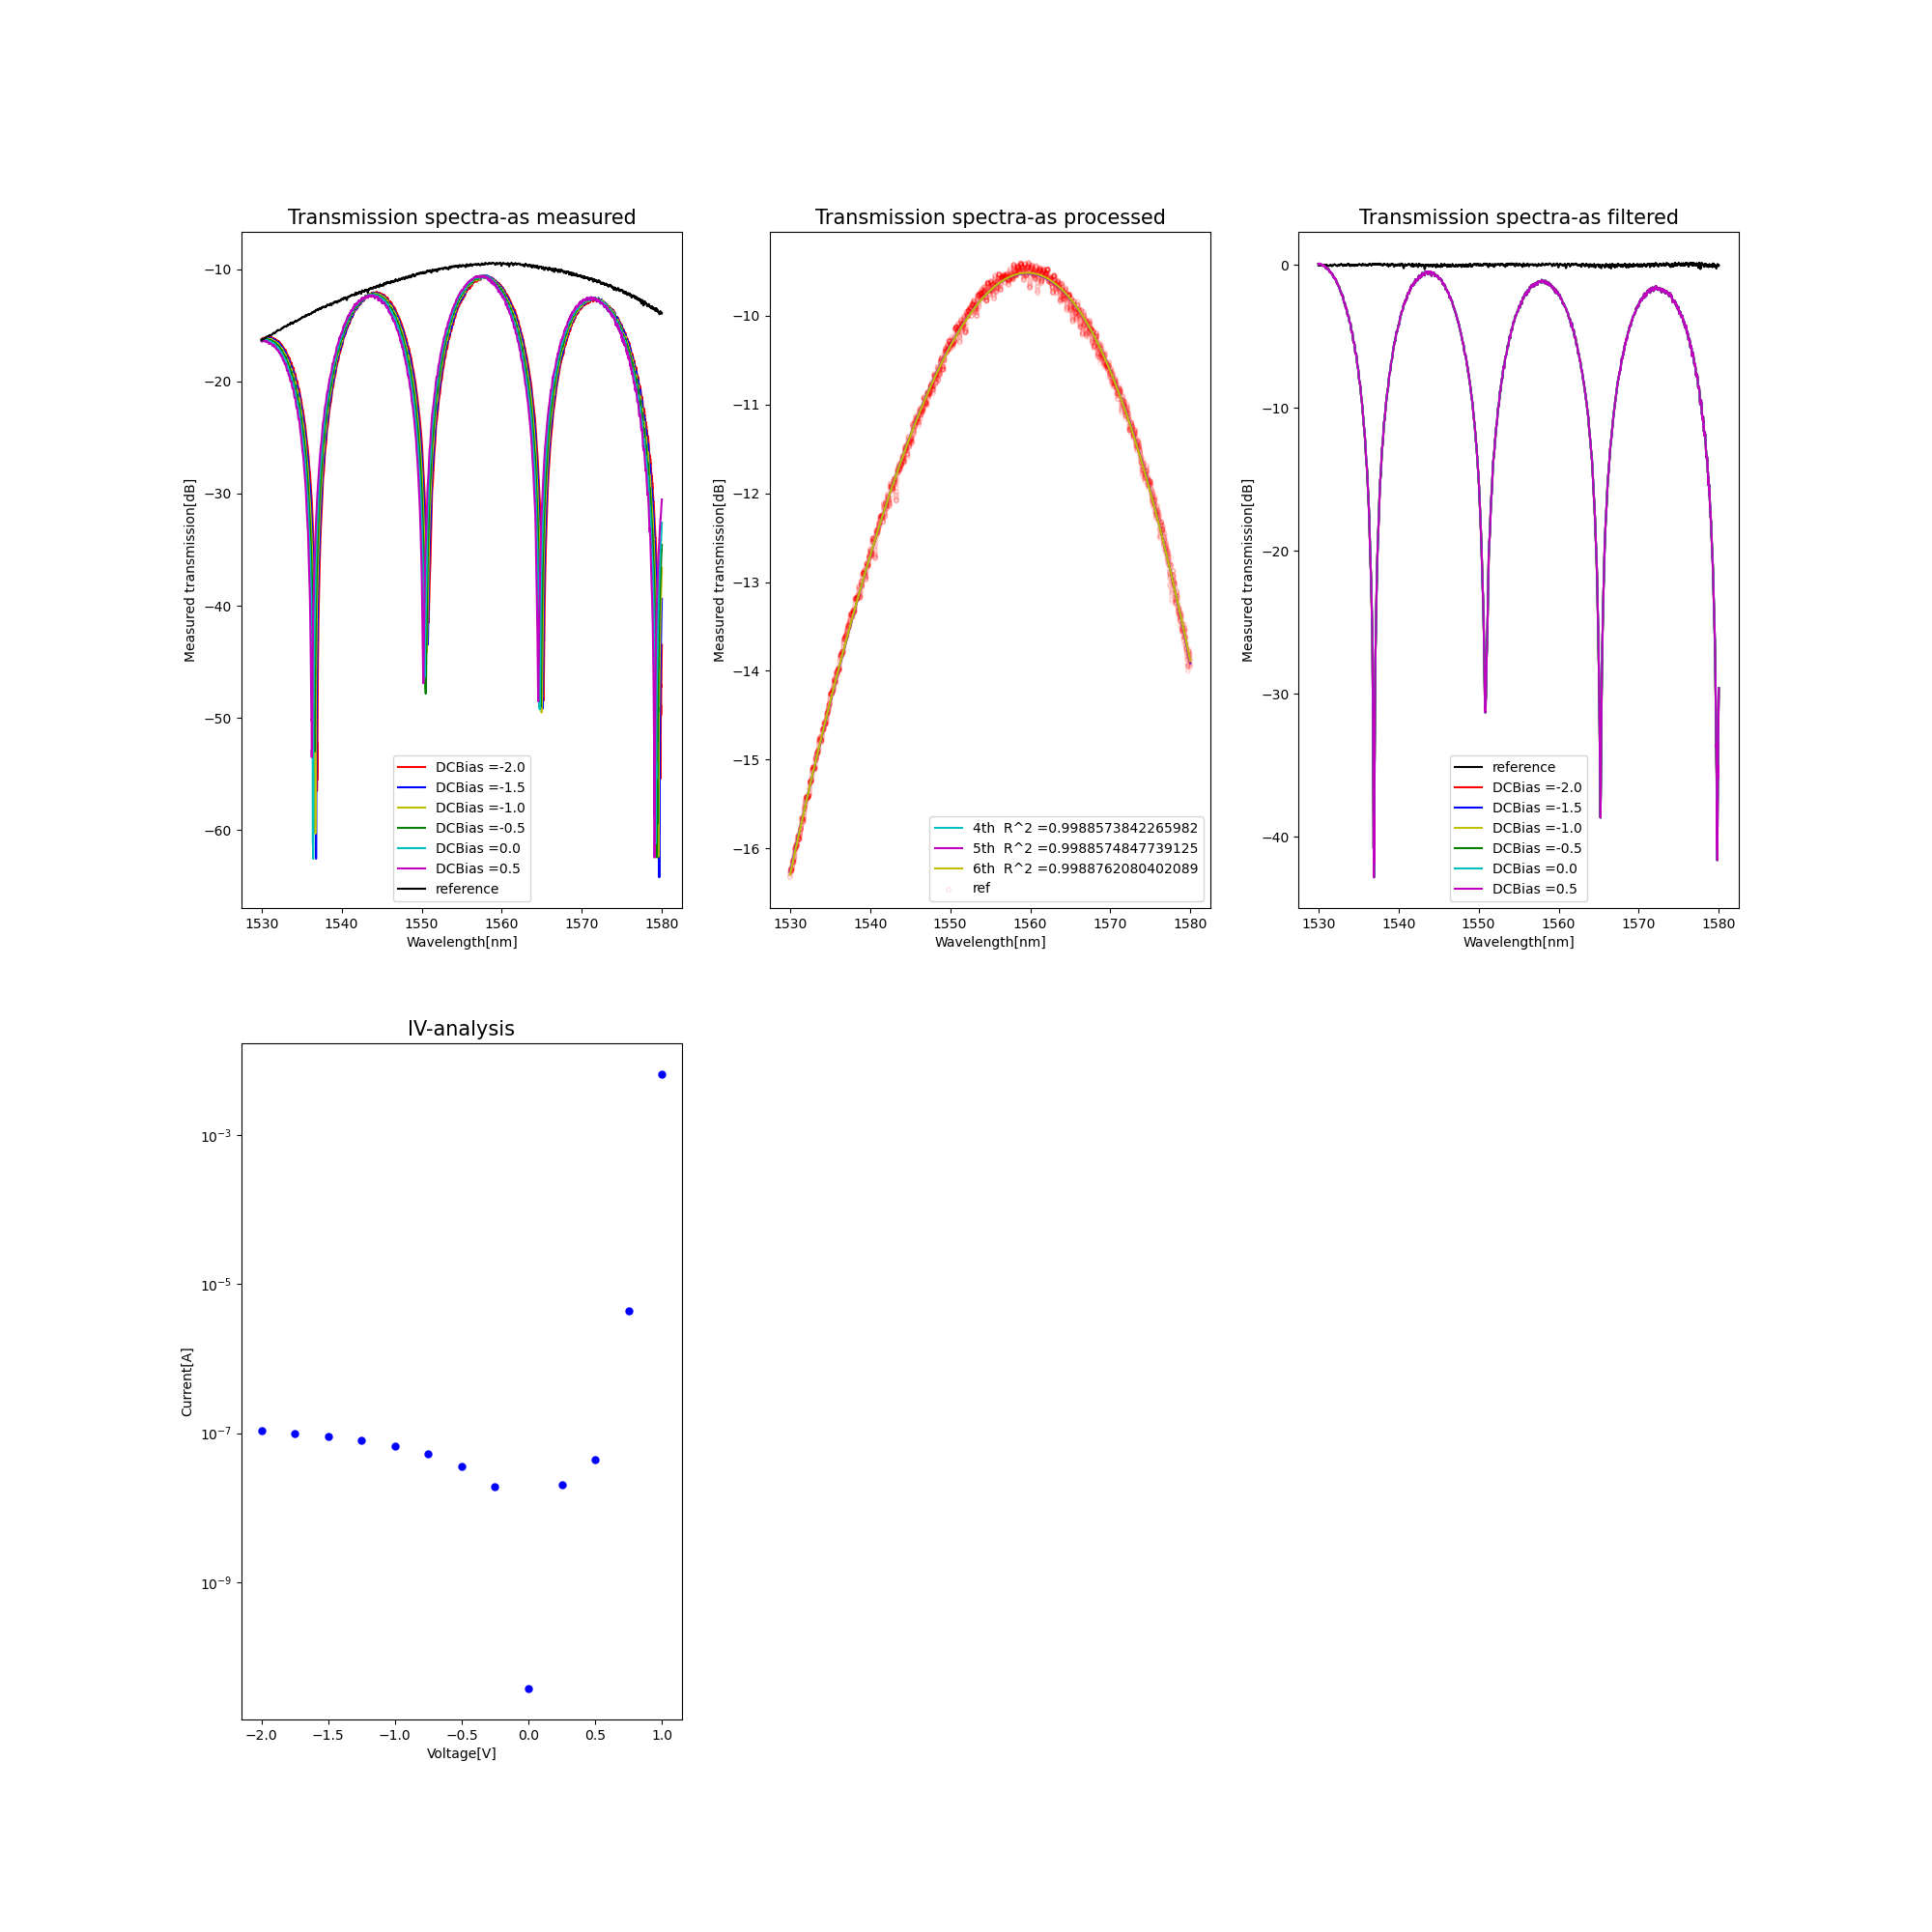 Transmission spectra-as measured
−10
−20
−30
−40
−50
−60
Measured transmission[dB]
DCBias =-2.0
DCBias =-1.5
DCBias =-1.0
DCBias =-0.5
DCBias =0.0
DCBias =0.5
reference
1530 1540 1550 1560 1570 1580
Wavelength[nm]
Transmission spectra-as processed
−10
−11
−12
−13
−14
−15
−16
Measured transmission[dB]
4th R^2 =0.9988573842265982
5th R^2 =0.9988574847739125
6th R^2 =0.9988762080402089
ref
1530 1540 1550 1560 1570 1580
Wavelength[nm]
Transmission spectra-as filtered
0
−10
−20
−30
−40
Measured transmission[dB]
reference
DCBias =-2.0
DCBias =-1.5
DCBias =-1.0
DCBias =-0.5
DCBias =0.0
DCBias =0.5
1530 1540 1550 1560 1570 1580
Wavelength[nm]
IV-analysis
10⁻³
10⁻⁵
10⁻⁷
10⁻⁹
Current[A]
−2.0 −1.5 −1.0 −0.5 0.0 0.5 1.0
Voltage[V]